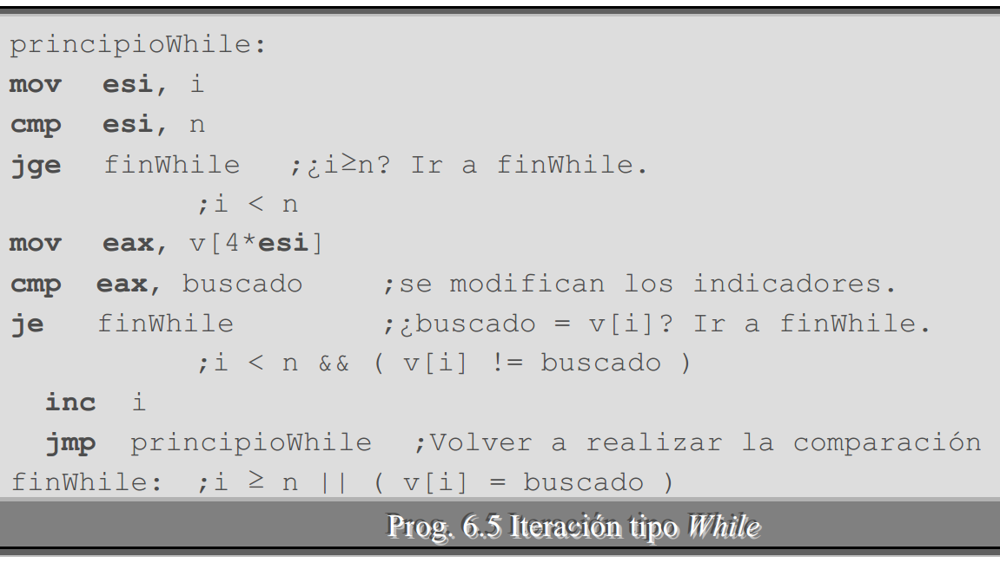 principioWhile:
mov esi, i
cmp esi, n
jge finWhile ;¿i≥n? Ir a finWhile.
;i < n
mov eax, v[4*esi]
cmp eax, buscado ;se modifican los indicadores.
je finWhile ;¿buscado = v[i]? Ir a finWhile.
;i < n && ( v[i] != buscado )
inc i
jmp principioWhile ;Volver a realizar la comparación
finWhile: ;i ≥ n || ( v[i] = buscado )
Prog. 6.5 Iteración tipo While